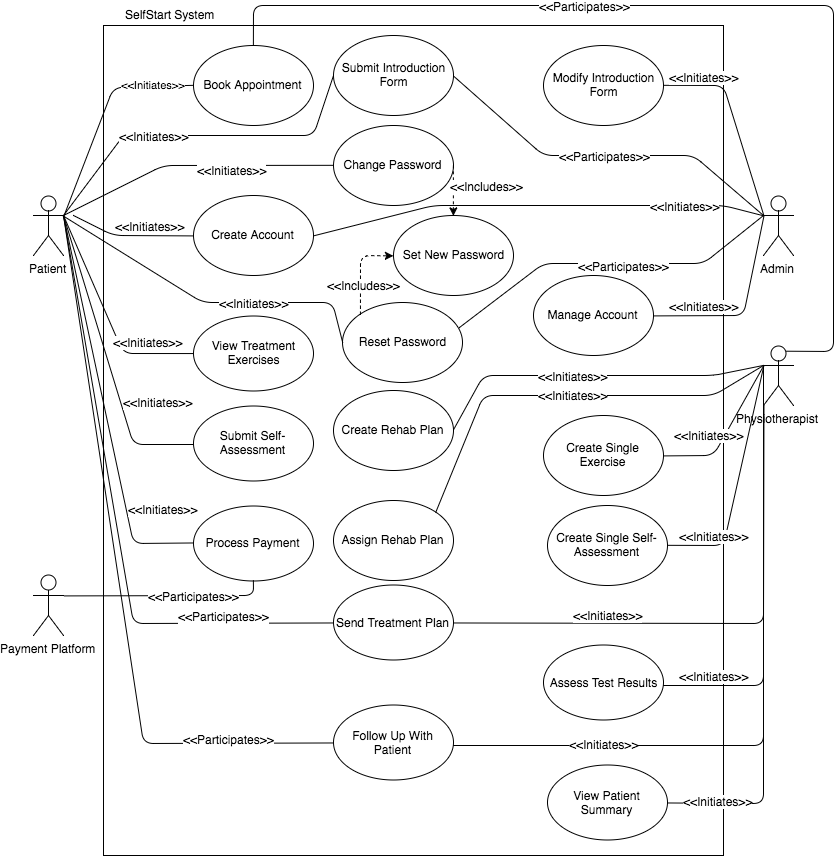 <<Participates>>
SelfStart System
Submit Introduction
Form
Modify Introduction
Form
<<Initiates>>
<<Initiates>>
Book Appointment
<<Initiates>>
<<Participates>>
Change Password
<<Initiates>>
<<Includes>>
<<Initiates>>
<<Initiates>>
Create Account
Set New Password
Patient
Admin
<<Participates>>
<<Includes>>
<<Initiates>>
<<Initiates>>
Manage Account
<<Initiates>>
View Treatment
Exercises
Reset Password
<<Initiates>>
<<Initiates>>
<<Initiates>>
Physiotherapist
Create Rehab Plan
<<Initiates>>
Submit Self-
Assessment
Create Single
Exercise
<<Initiates>>
Process Payment
Assign Rehab Plan
Create Single Self-
Assessment
<<Initiates>>
<<Participates>>
<<Participates>>
<<Initiates>>
Send Treatment Plan
Payment Platform
Assess Test Results
<<Initiates>>
<<Participates>>
Follow Up With
Patient
<<Initiates>>
View Patient
Summary
<<Initiates>>